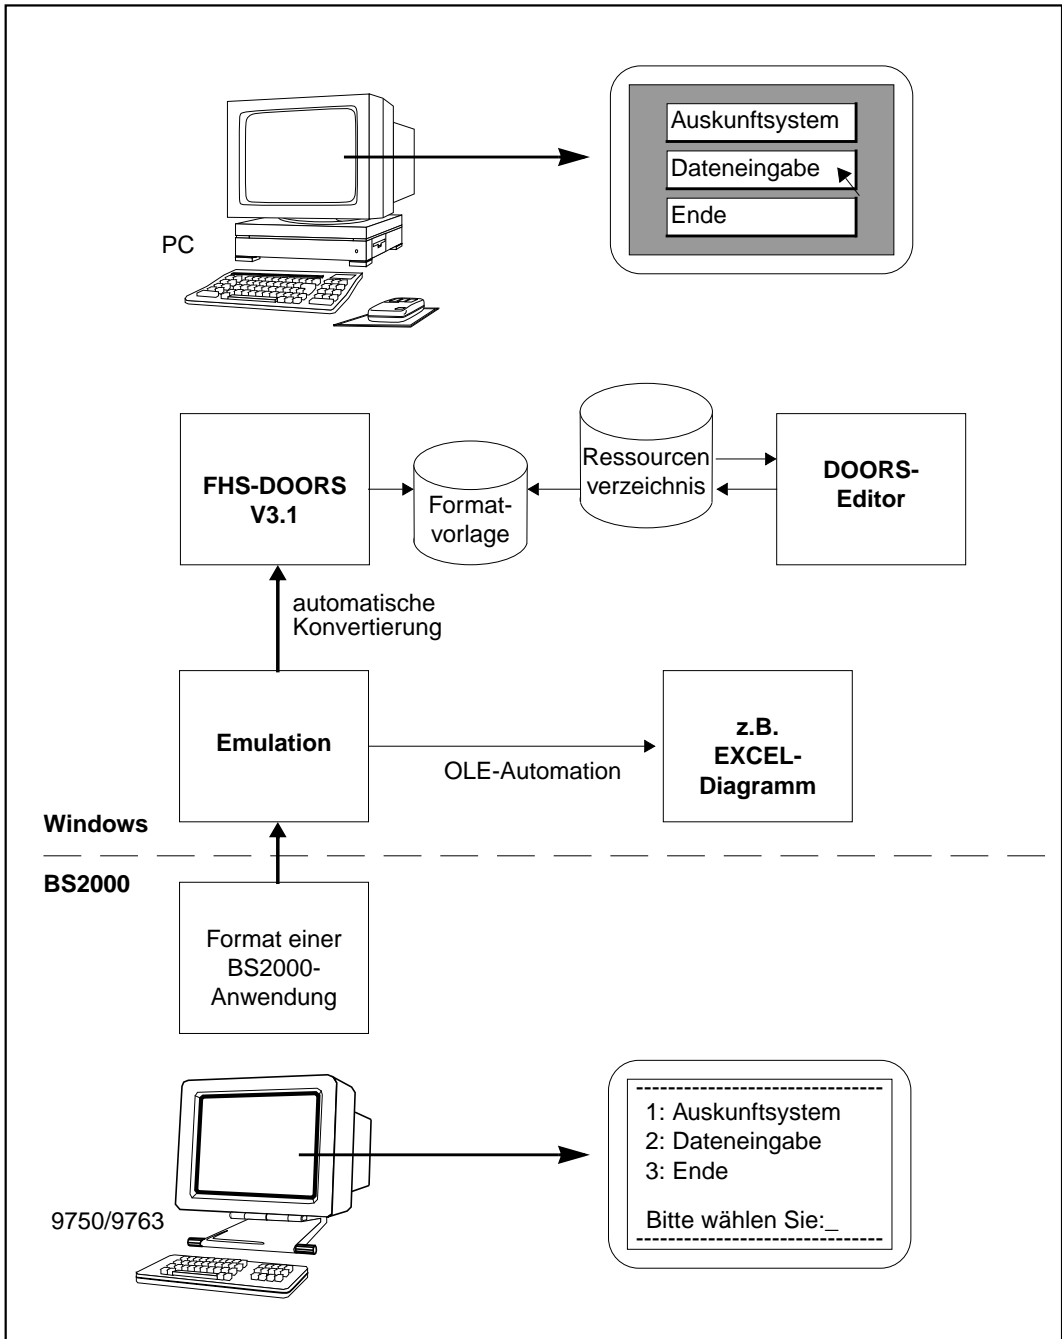 Auskunftsystem
Dateneingabe
Ende
PC
FHS-DOORS
V3.1
Format-
vorlage
Ressourcen
verzeichnis
DOORS-
Editor
automatische
Konvertierung
Emulation
OLE-Automation
z.B.
EXCEL-
Diagramm
Windows
BS2000
Format einer
BS2000-
Anwendung
9750/9763
1: Auskunftsystem
2: Dateneingabe
3: Ende
Bitte wählen Sie:_